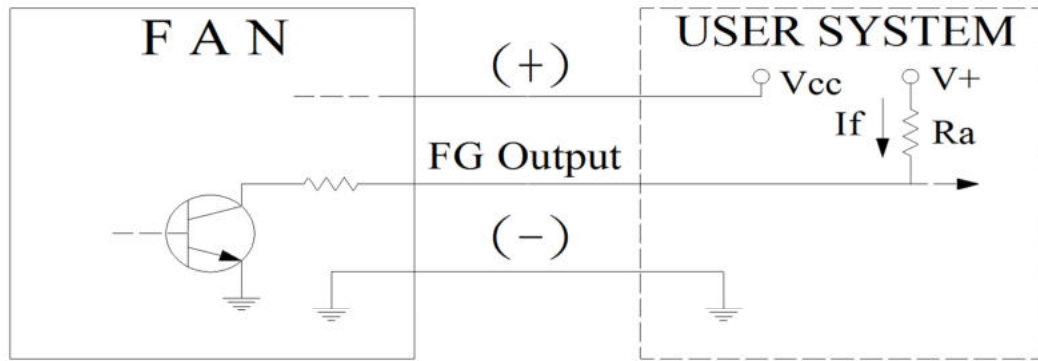 F A N
USER SYSTEM
(+)
Vcc
V+
If
Ra
FG Output
(-)